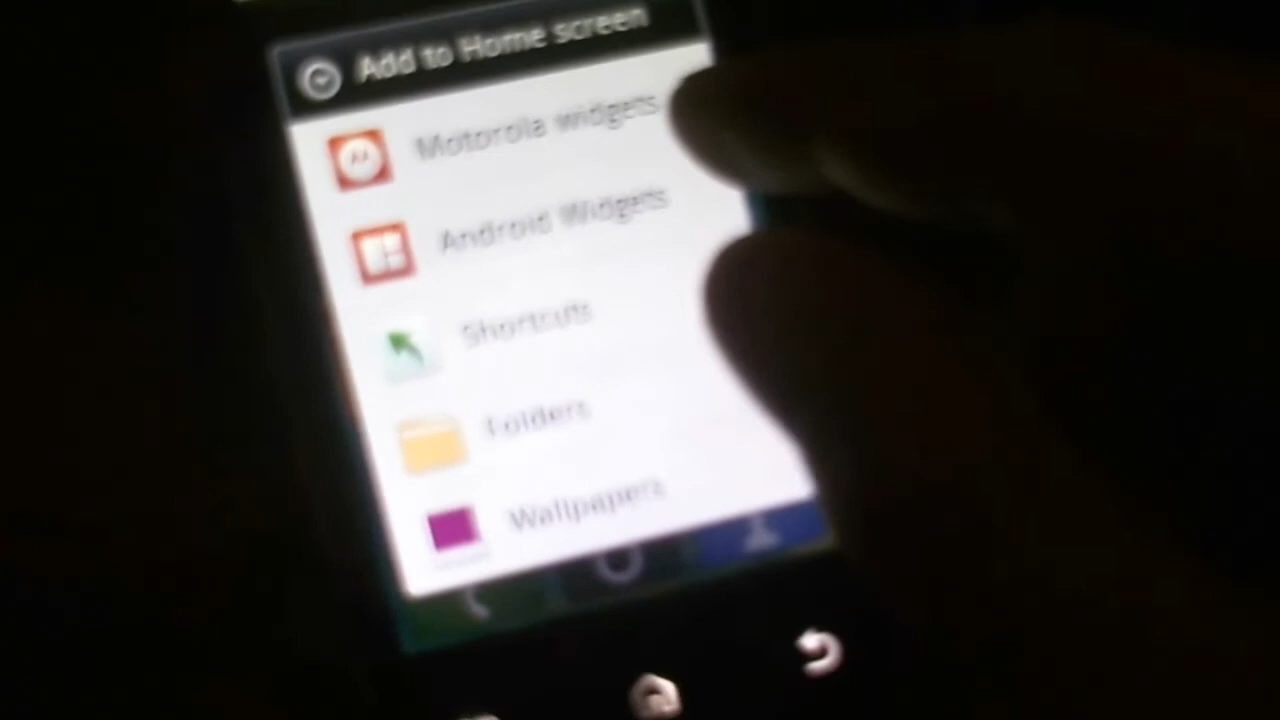 Add to Home screen
Motorola widgets
Android Widgets
Shortcuts
Folders
Wallpapers